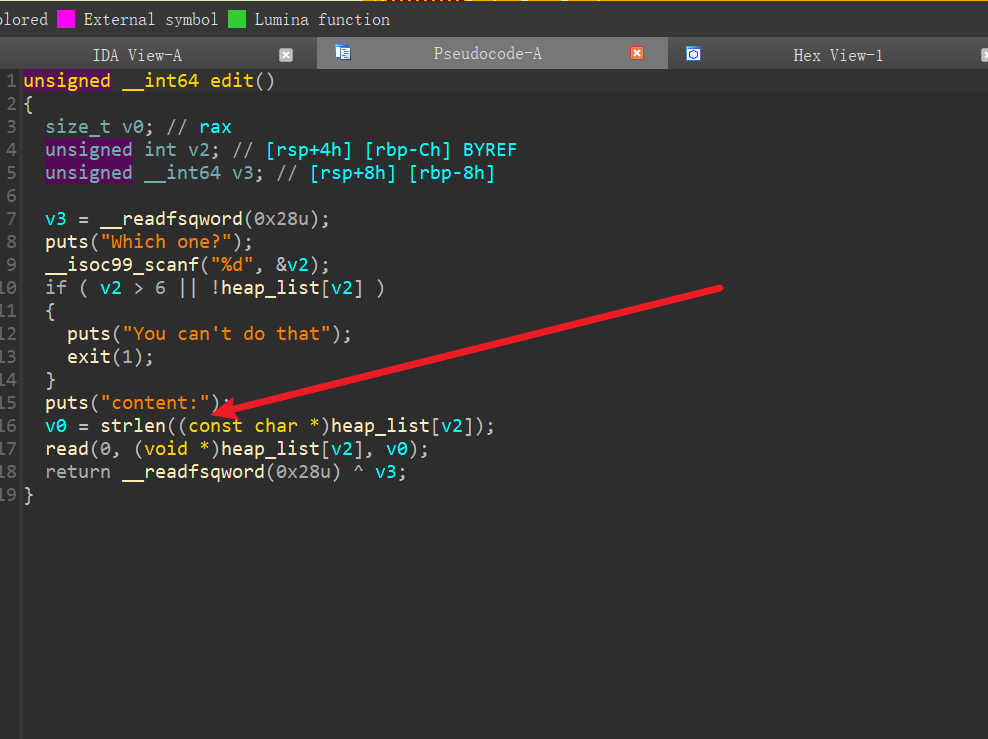 olored External symbol Lumina function
IDA View-A Pseudocode-A Hex View-1
1 unsigned __int64 edit()
2 {
3 size_t v0; // rax
4 unsigned int v2; // [rsp+4h] [rbp-Ch] BYREF
5 unsigned __int64 v3; // [rsp+8h] [rbp-8h]
6
7 v3 = __readfsqword(0x28u);
8 puts("Which one?");
9 __isoc99_scanf("%d", &v2);
10 if ( v2 > 6 || !heap_list[v2] )
11 {
12 puts("You can't do that");
13 exit(1);
14 }
15 puts("content:");
16 v0 = strlen((const char *)heap_list[v2]);
17 read(0, (void *)heap_list[v2], v0);
18 return __readfsqword(0x28u) ^ v3;
19 }